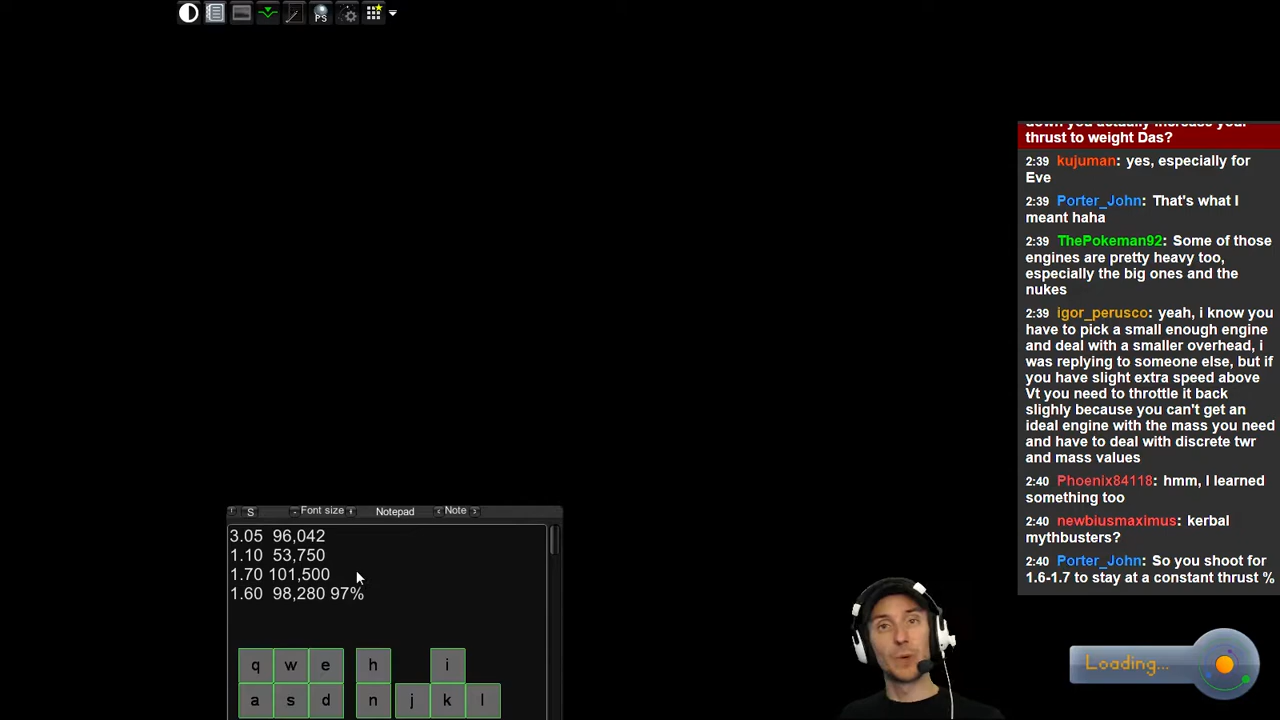 PS
down you actually increase your
thrust to weight Das?
2:39 kujuman: yes, especially for
Eve
2:39 Porter_John: That's what I
meant haha
2:39 ThePokeman92: Some of those
engines are pretty heavy too,
especially the big ones and the
nukes
2:39 igor_perusco: yeah, i know you
have to pick a small enough engine
and deal with a smaller overhead, i
was replying to someone else, but if
you have slight extra speed above
Vt you need to throttle it back
slighly because you can't get an
ideal engine with the mass you need
and have to deal with discrete twr
and mass values
2:40 Phoenix84118: hmm, I learned
something too
2:40 newbiusmaximus: kerbal
mythbusters?
2:40 Porter_John: So you shoot for
1.6-1.7 to stay at a constant thrust %
! S - Font size + Notepad < Note >
3.05 96,042
1.10 53,750
1.70 101,500
1.60 98,280 97%
q w e h i
a s d n j k l
Loading...